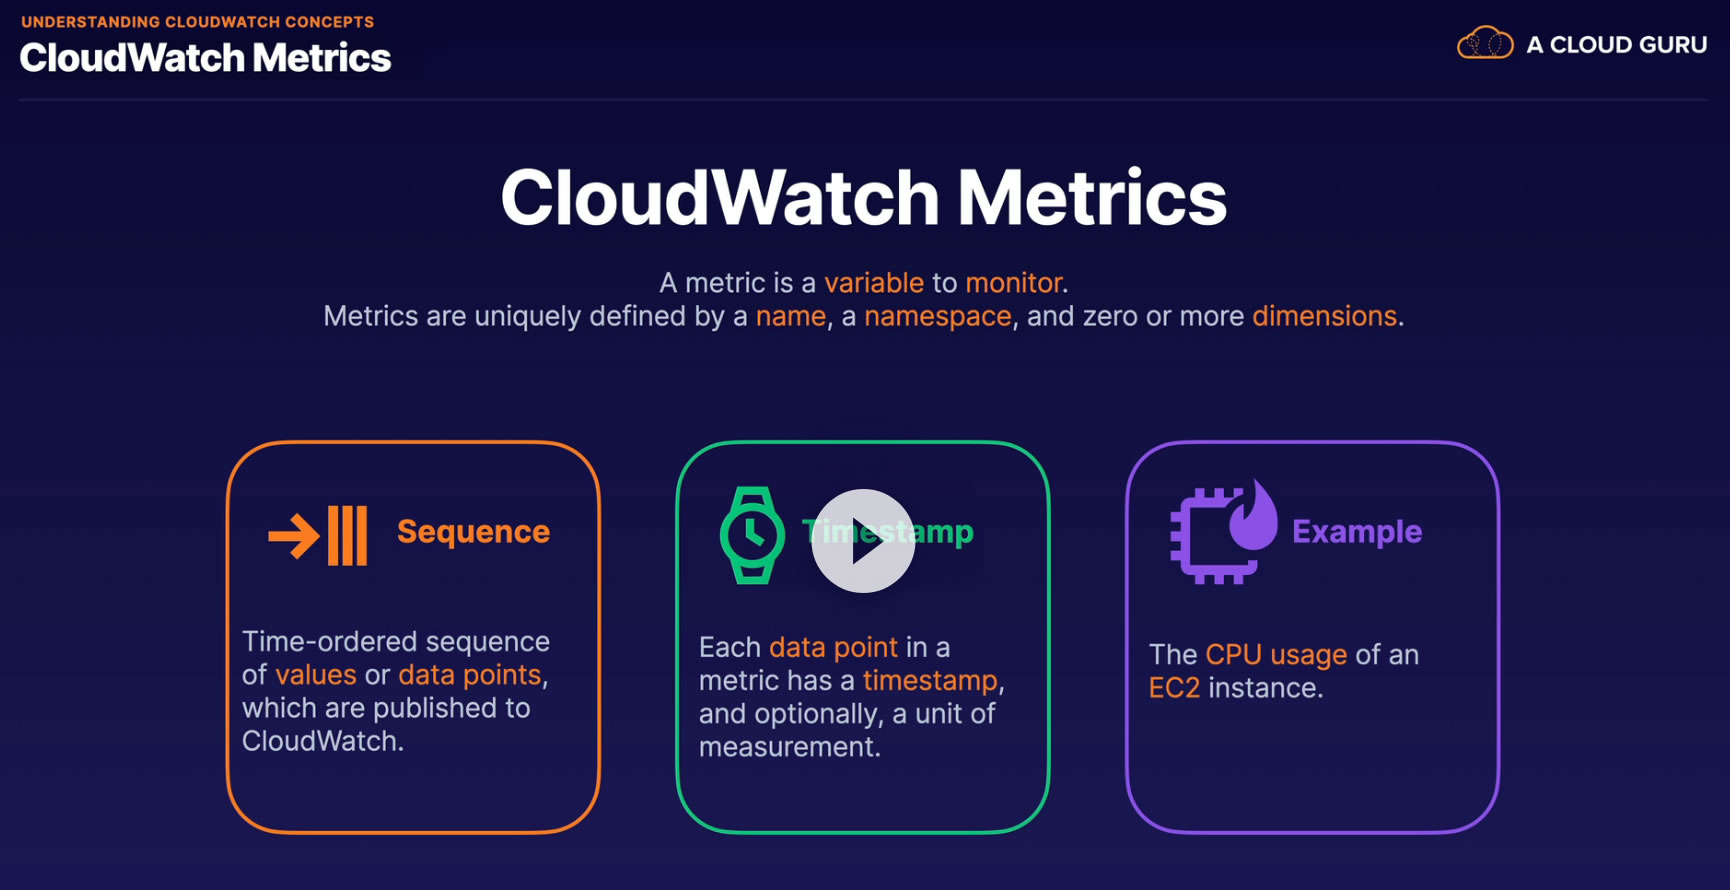 UNDERSTANDING CLOUDWATCH CONCEPTS
CloudWatch Metrics
A CLOUD GURU
CloudWatch Metrics
A metric is a variable to monitor.
Metrics are uniquely defined by a name, a namespace, and zero or more dimensions.
Sequence
Time-ordered sequence
of values or data points,
which are published to
CloudWatch.
Timestamp
Each data point in a
metric has a timestamp,
and optionally, a unit of
measurement.
Example
The CPU usage of an
EC2 instance.